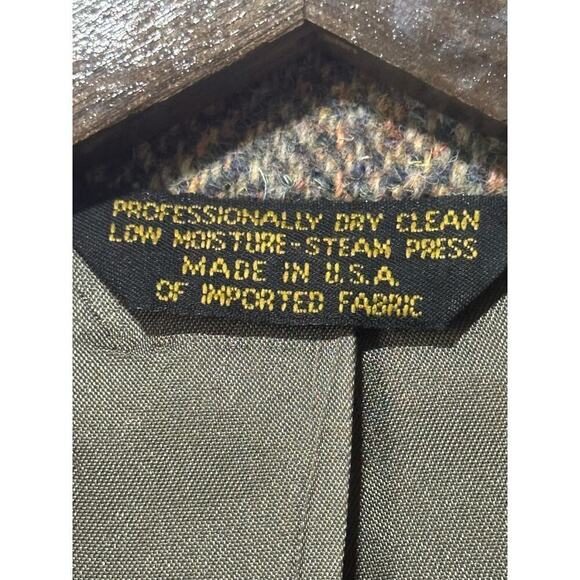 PROFESSIONALLY DRY CLEAN
LOW MOISTURE-STEAM PRESS
MADE IN U.S.A.
OF IMPORTED FABRIC